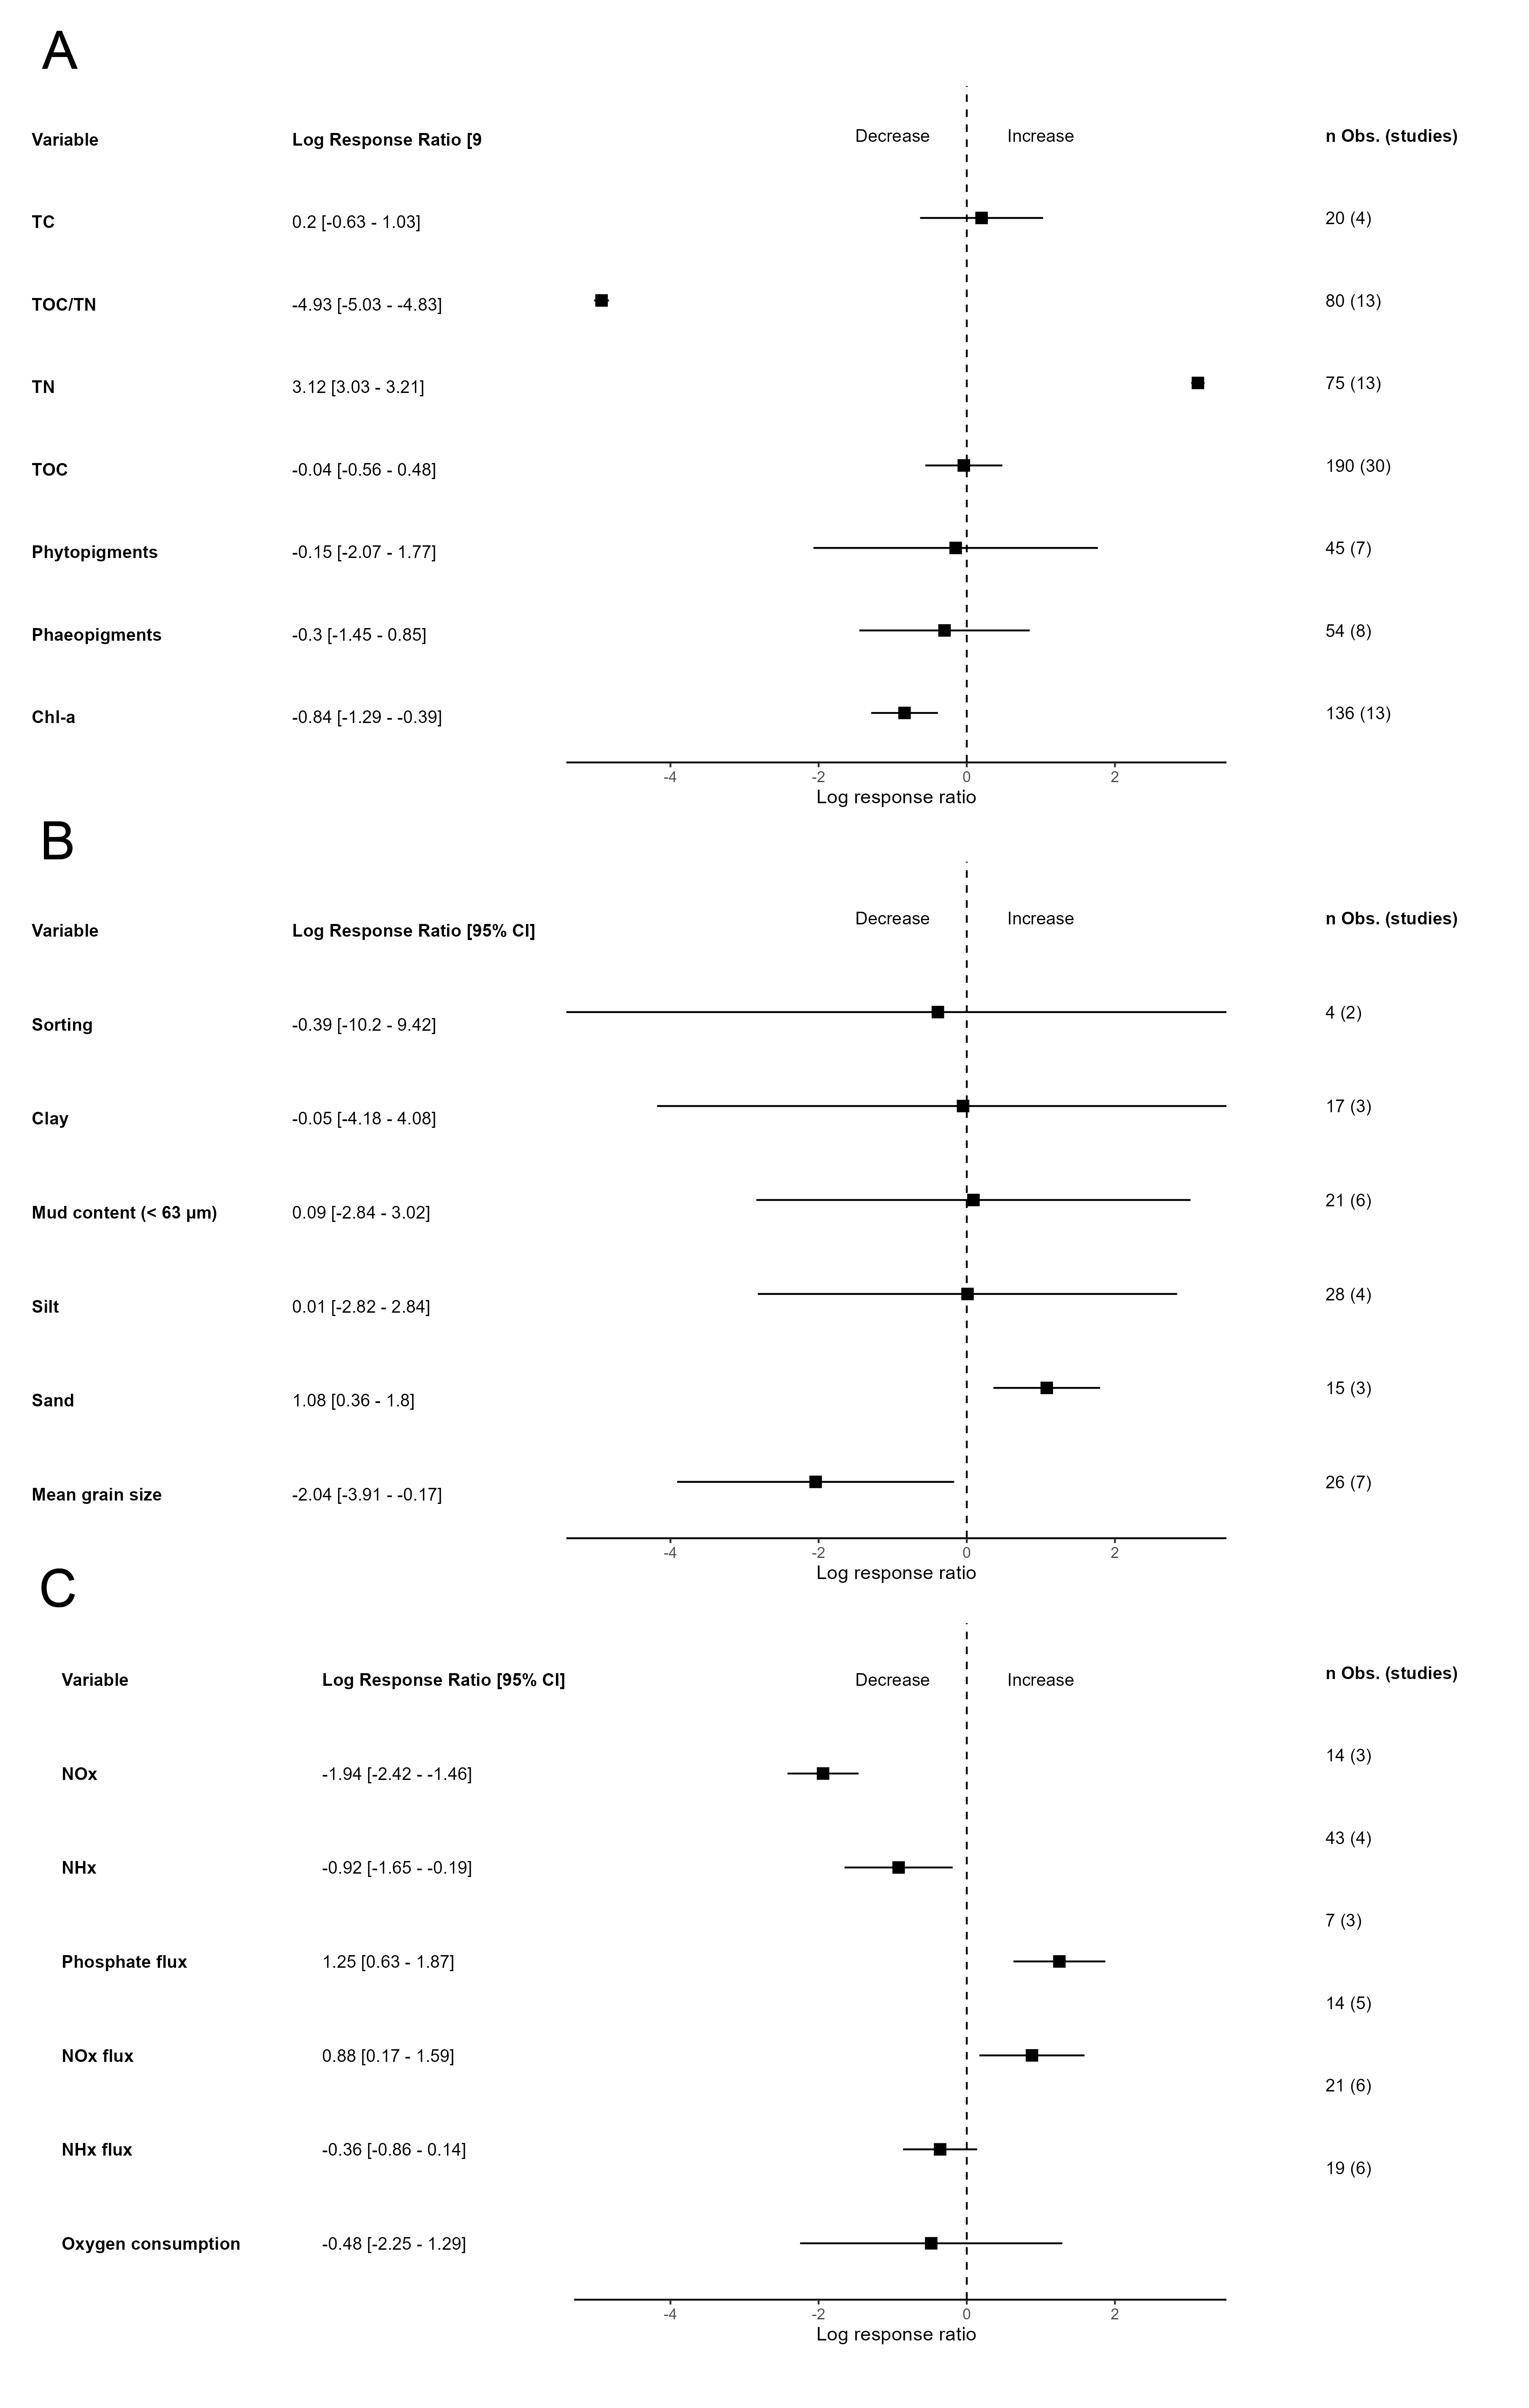 A
Variable Log Response Ratio [9 Decrease Increase n Obs. (studies)
TC 0.2 [-0.63 - 1.03] 20 (4)
TOC/TN -4.93 [-5.03 - -4.83] 80 (13)
TN 3.12 [3.03 - 3.21] 75 (13)
TOC -0.04 [-0.56 - 0.48] 190 (30)
Phytopigments -0.15 [-2.07 - 1.77] 45 (7)
Phaeopigments -0.3 [-1.45 - 0.85] 54 (8)
Chl-a -0.84 [-1.29 - -0.39] 136 (13)
-4 -2 0 2
Log response ratio
B
Variable Log Response Ratio [95% CI] Decrease Increase n Obs. (studies)
Sorting -0.39 [-10.2 - 9.42] 4 (2)
Clay -0.05 [-4.18 - 4.08] 17 (3)
Mud content (< 63 µm) 0.09 [-2.84 - 3.02] 21 (6)
Silt 0.01 [-2.82 - 2.84] 28 (4)
Sand 1.08 [0.36 - 1.8] 15 (3)
Mean grain size -2.04 [-3.91 - -0.17] 26 (7)
-4 -2 0 2
Log response ratio
C
Variable Log Response Ratio [95% CI] Decrease Increase n Obs. (studies)
NOx -1.94 [-2.42 - -1.46] 14 (3)
NHx -0.92 [-1.65 - -0.19] 43 (4)
Phosphate flux 1.25 [0.63 - 1.87] 7 (3)
NOx flux 0.88 [0.17 - 1.59] 14 (5)
NHx flux -0.36 [-0.86 - 0.14] 21 (6)
Oxygen consumption -0.48 [-2.25 - 1.29] 19 (6)
-4 -2 0 2
Log response ratio